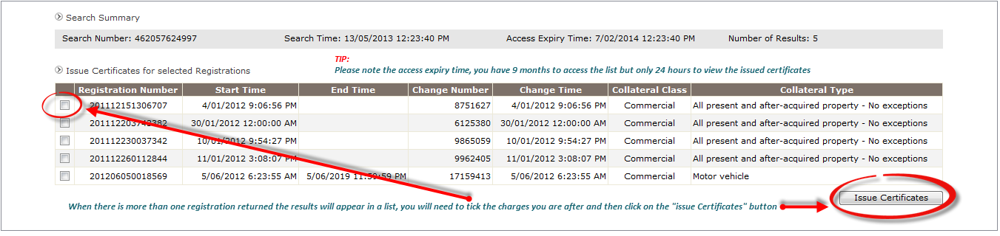 Search Summary
Search Number: 462057624997 Search Time: 13/05/2013 12:23:40 PM Access Expiry Time: 7/02/2014 12:23:40 PM Number of Results: 5
TIP:
Issue Certificates for selected Registrations Please note the access expiry time, you have 9 months to access the list but only 24 hours to view the issued certificates
Registration Number Start Time End Time Change Number Change Time Collateral Class Collateral Type
201112151306707 4/01/2012 9:06:56 PM 8751627 4/01/2012 9:06:56 PM Commercial All present and after-acquired property - No exceptions
201112203743382 30/01/2012 12:00:00 AM 6125380 30/01/2012 12:00:00 AM Commercial All present and after-acquired property - No exceptions
201112230037342 10/01/2012 9:54:27 PM 9865059 10/01/2012 9:54:27 PM Commercial All present and after-acquired property - No exceptions
201112260112844 11/01/2012 3:08:07 PM 9962405 11/01/2012 3:08:07 PM Commercial All present and after-acquired property - No exceptions
201206050018569 5/06/2012 6:23:55 AM 5/06/2019 11:59:59 PM 17159413 5/06/2012 6:23:55 AM Commercial Motor vehicle
Issue Certificates
When there is more than one registration returned the results will appear in a list, you will need to tick the charges you are after and then click on the "issue Certificates" button